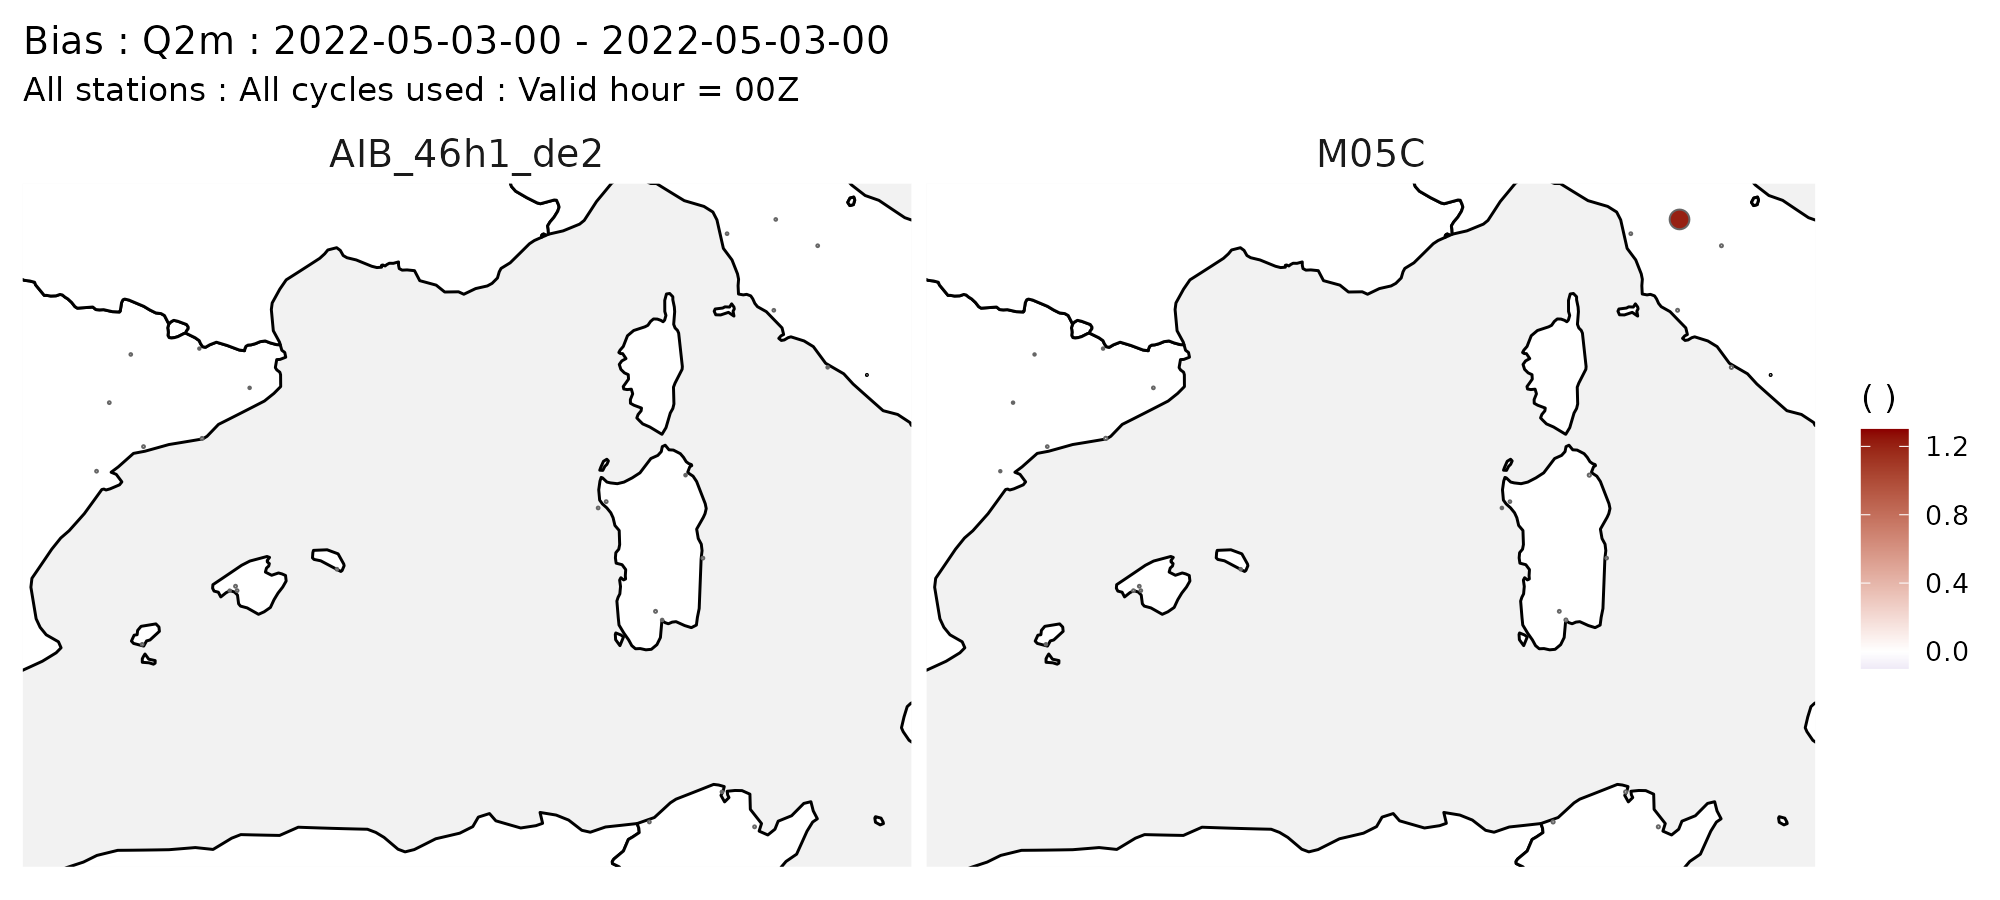 Bias : Q2m : 2022-05-03-00 - 2022-05-03-00
All stations : All cycles used : Valid hour = 00Z
AIB_46h1_de2
M05C
( )
1.2
0.8
0.4
0.0